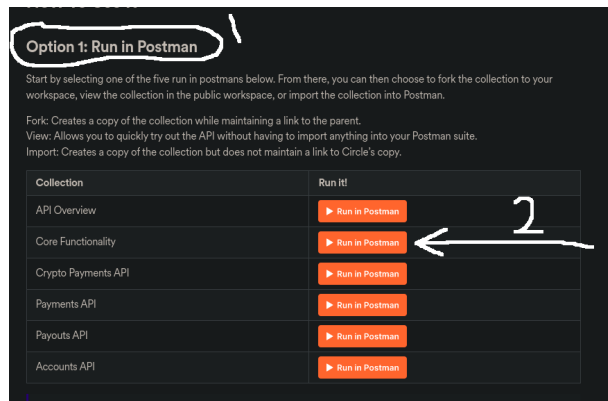 Option 1: Run in Postman
1
Start by selecting one of the five run in postmans below. From there, you can then choose to fork the collection to your
workspace, view the collection in the public workspace, or import the collection into Postman.
Fork: Creates a copy of the collection while maintaining a link to the parent.
View: Allows you to quickly try out the API without having to import anything into your Postman suite.
Import: Creates a copy of the collection but does not maintain a link to Circle's copy.
Collection Run it!
API Overview Run in Postman
2
Core Functionality Run in Postman
Crypto Payments API Run in Postman
Payments API Run in Postman
Payouts API Run in Postman
Accounts API Run in Postman